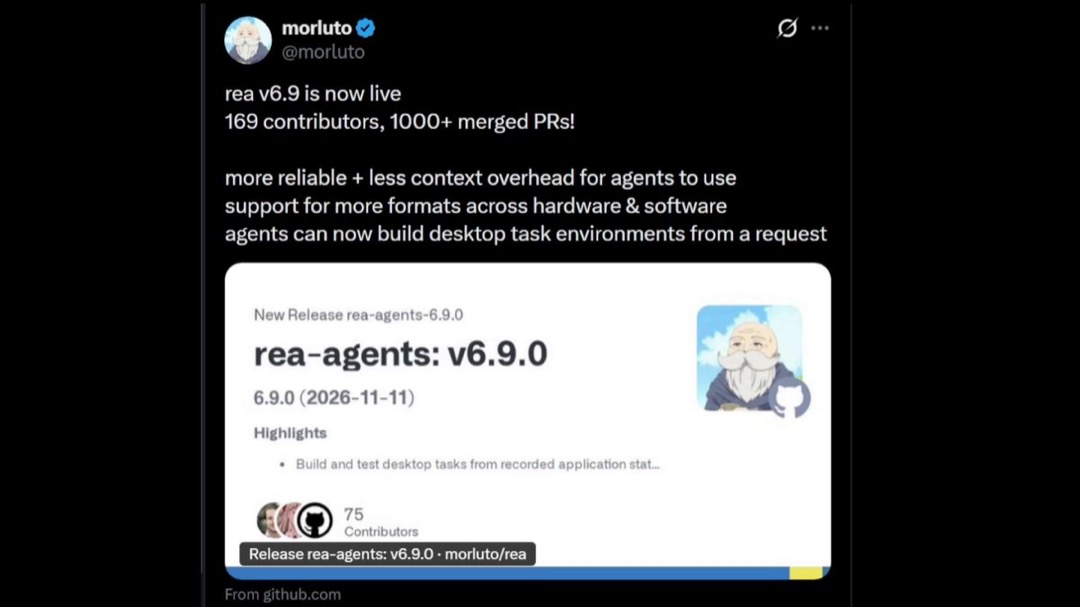 morluto
@morluto
rea v6.9 is now live
169 contributors, 1000+ merged PRs!
more reliable + less context overhead for agents to use
support for more formats across hardware & software
agents can now build desktop task environments from a request
New Release rea-agents-6.9.0
rea-agents: v6.9.0
6.9.0 (2026-11-11)
Highlights
• Build and test desktop tasks from recorded application stat...
75
Contributors
Release rea-agents: v6.9.0 · morluto/rea
From github.com